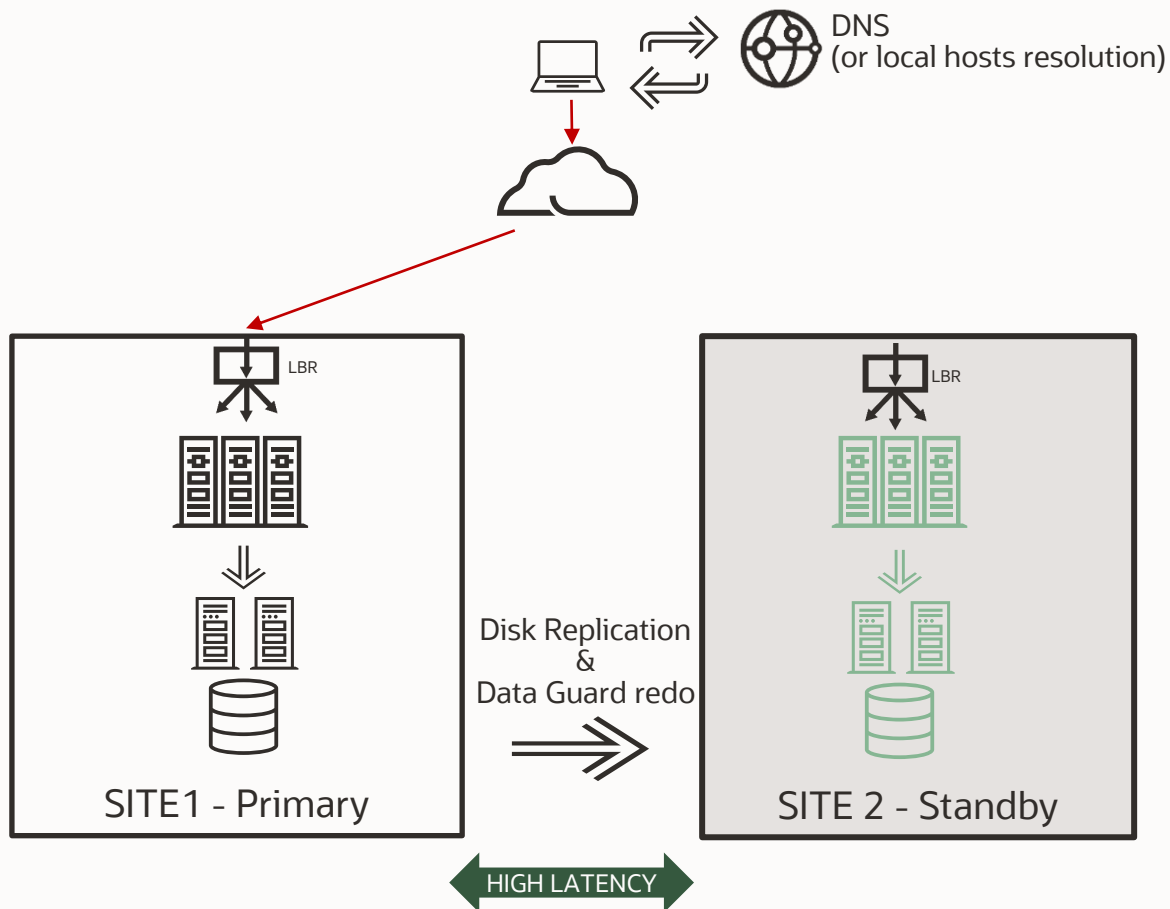 DNS
(or local hosts resolution)
LBR
LBR
Disk Replication
&
Data Guard redo
SITE1 - Primary
SITE 2 - Standby
HIGH LATENCY